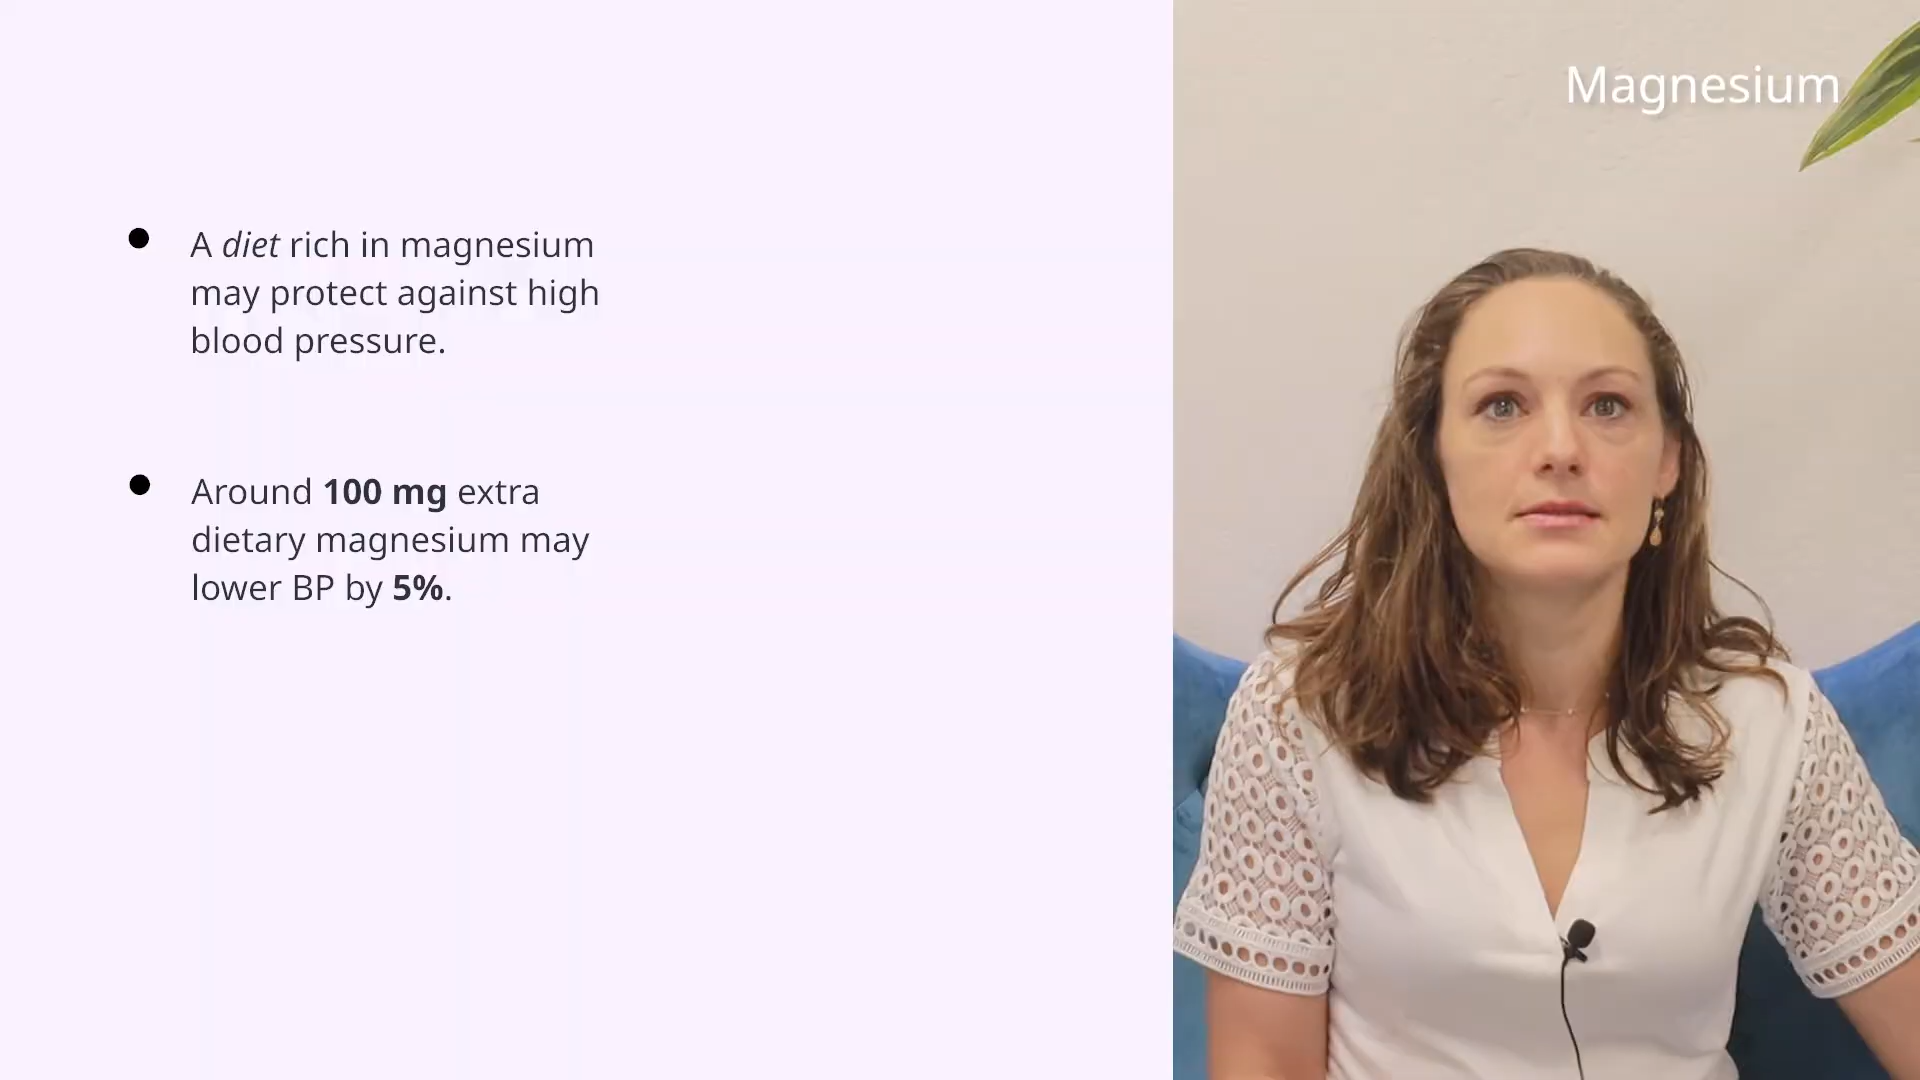 Magnesium
A diet rich in magnesium
may protect against high
blood pressure.
Around 100 mg extra
dietary magnesium may
lower BP by 5%.